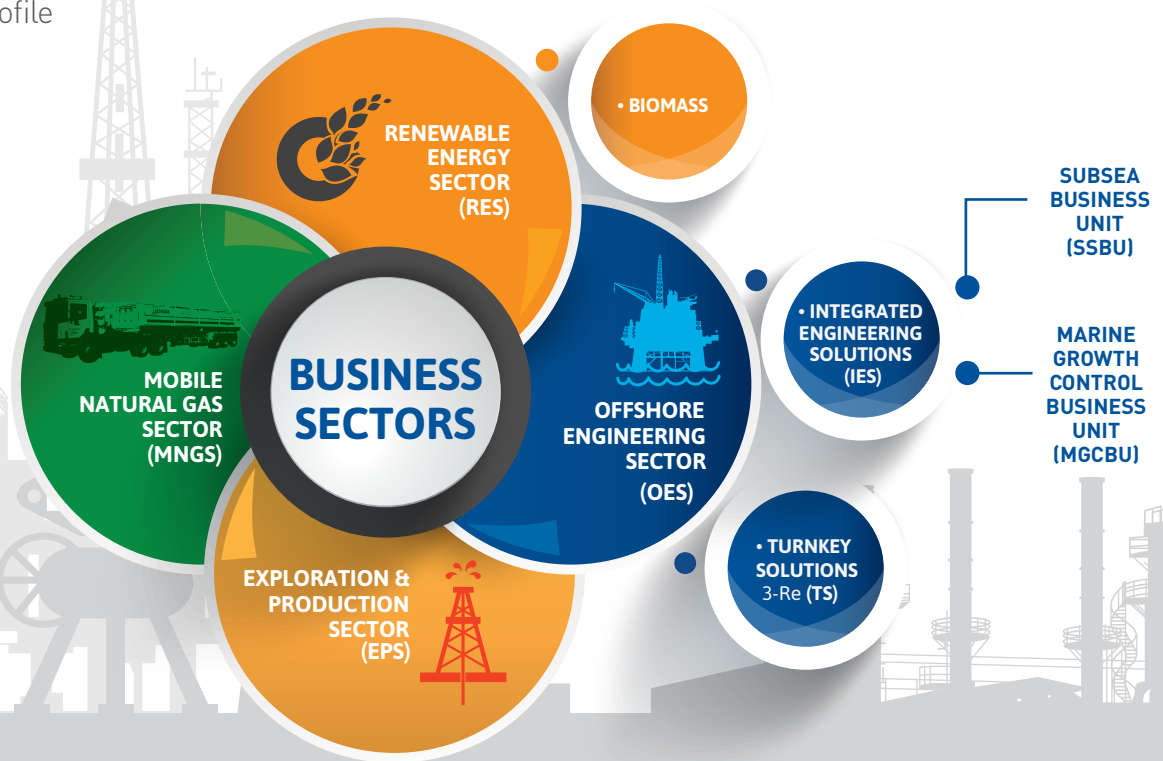 ofile
• BIOMASS
RENEWABLE
ENERGY
SECTOR
(RES)
SUBSEA
BUSINESS
UNIT
(SSBU)
• INTEGRATED
ENGINEERING
SOLUTIONS
(IES)
MARINE
GROWTH
CONTROL
BUSINESS
UNIT
(MGCBU)
BUSINESS
SECTORS
MOBILE
NATURAL GAS
SECTOR
(MNGS)
OFFSHORE
ENGINEERING
SECTOR
(OES)
• TURNKEY
SOLUTIONS
3-Re (TS)
EXPLORATION &
PRODUCTION
SECTOR
(EPS)